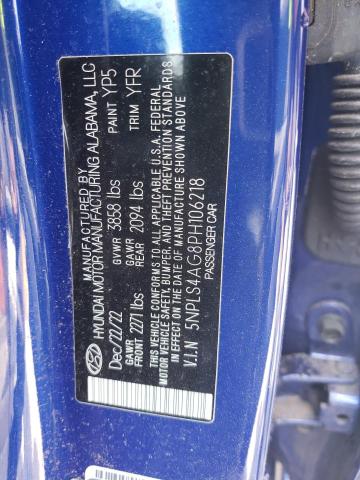 MANUFACTURED BY
HYUNDAI MOTOR MANUFACTURING ALABAMA, LLC
Dec/22/22 GVWR 3858 lbs PAINT YP5
GAWR FRONT 2271 lbs GAWR REAR 2094 lbs TRIM YFR
THIS VEHICLE CONFORMS TO ALL APPLICABLE U.S.A. FEDERAL
MOTOR VEHICLE SAFETY, BUMPER, AND THEFT PREVENTION STANDARDS
IN EFFECT ON THE DATE OF MANUFACTURE SHOWN ABOVE
V.I.N 5NPLS4AG8PH106218
PASSENGER CAR